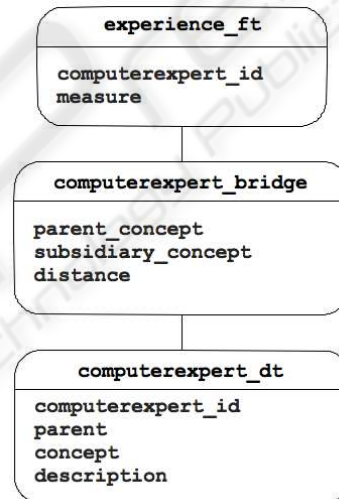 experience_ft
computerexpert_id
measure
computerexpert_bridge
parent_concept
subsidiary_concept
distance
computerexpert_dt
computerexpert_id
parent
concept
description